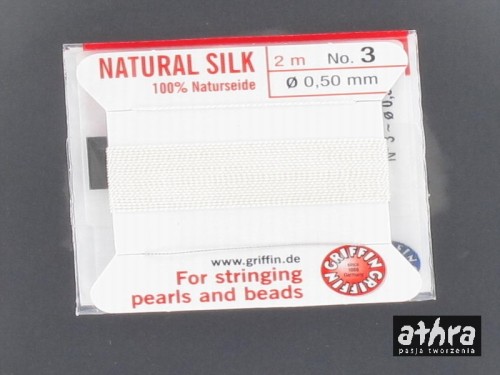 NATURAL SILK
100% Naturseide
2 m No. 3
Ø 0,50 mm
www.griffin.de
For stringing
pearls and beads
GRIFFIN GRIFFIN
athra
pasja tworzenia